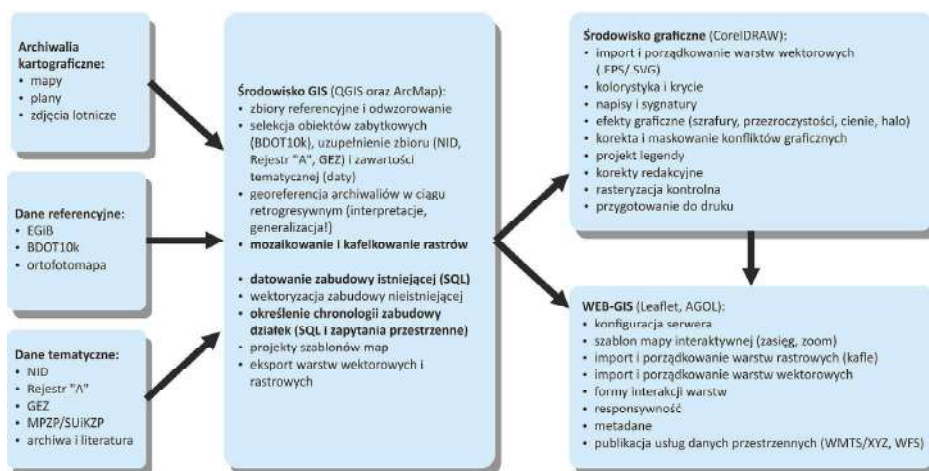 Archiwalia
kartograficzne:
• mapy
• plany
• zdjęcia lotnicze
Dane referencyjne:
• EGiB
• BDOT10k
• ortofotomapa
Dane tematyczne:
• NID
• Rejestr "A"
• GEZ
• MPZP/SUiKZP
• archiwa i literatura
Środowisko GIS (QGIS oraz ArcMap):
• zbiory referencyjne i odwzorowanie
• selekcja obiektów zabytkowych
(BDOT10k), uzupełnienie zbioru (NID,
Rejestr "A", GEZ) i zawartości
tematycznej (daty)
• georeferencja archiwaliów w ciągu
retrogresywnym (interpretacje,
generalizacja!)
• mozaikowanie i kafelkowanie rastrów
• datowanie zabudowy istniejącej (SQL)
• wektoryzacja zabudowy nieistniejącej
• określenie chronologii zabudowy
działek (SQL i zapytania przestrzenne)
• projekty szablonów map
• eksport warstw wektorowych i
rastrowych
Środowisko graficzne (CorelDRAW):
• import i porządkowanie warstw wektorowych
(.EPS/ SVG)
• kolorystyka i krycie
• napisy i sygnatury
• efekty graficzne (szrafury, przezroczystości, cienie, halo)
• korekta i maskowanie konfliktów graficznych
• projekt legendy
• korekty redakcyjne
• rasteryzacja kontrolna
• przygotowanie do druku
WEB-GIS (Leaflet, AGOL):
• konfiguracja serwera
• szablon mapy interaktywnej (zasięg, zoom)
• import i porządkowanie warstw rastrowych (kafle)
• import i porządkowanie warstw wektorowych
• formy interakcji warstw
• responsywność
• metadane
• publikacja usług danych przestrzennych (WMTS/XYZ, WFS)